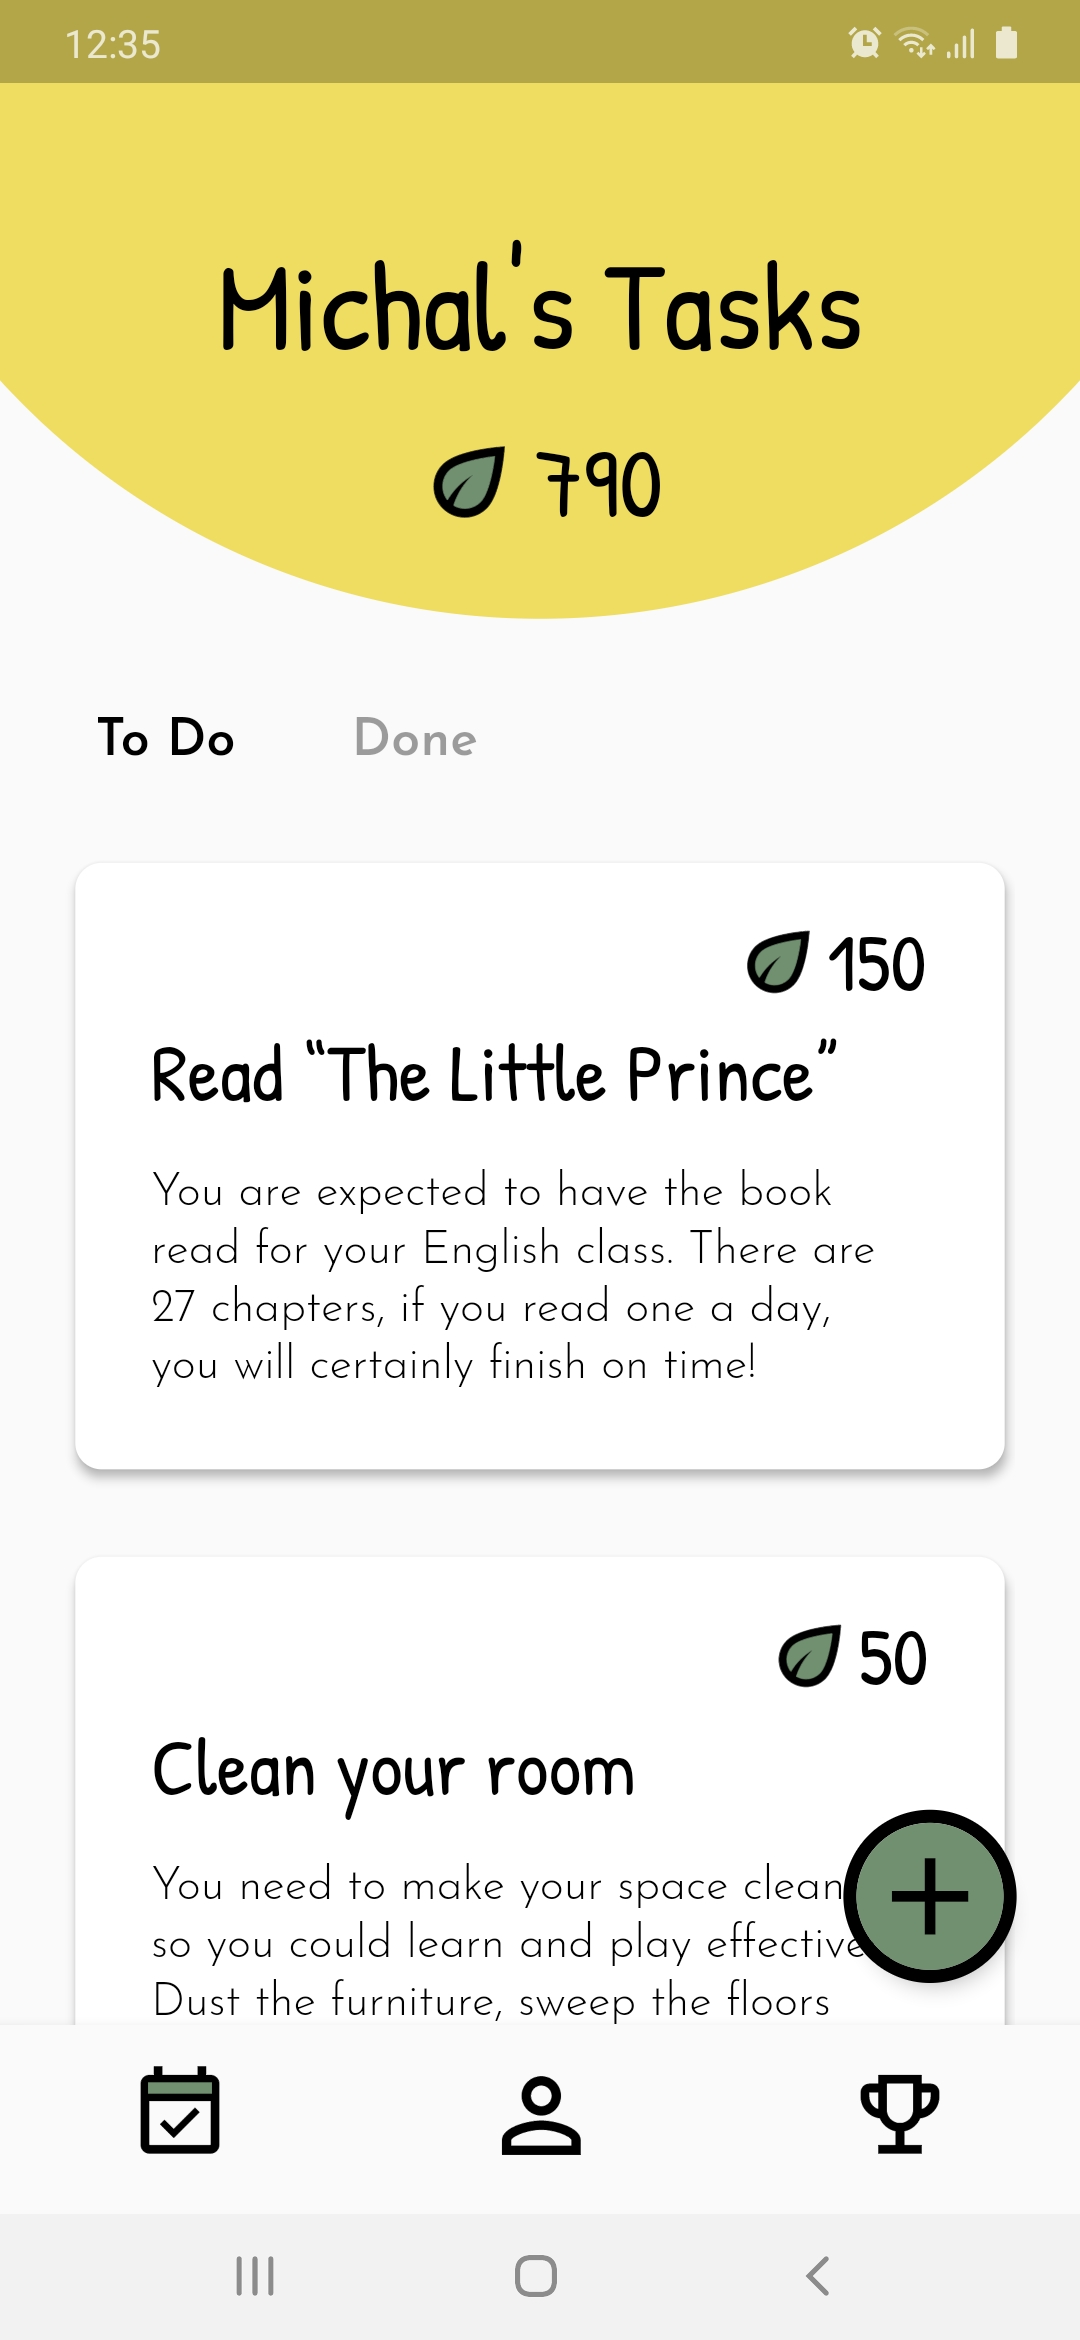 12:35
Michal's Tasks
790
To Do Done
150
Read “The Little Prince”
You are expected to have the book
read for your English class. There are
27 chapters, if you read one a day,
you will certainly finish on time!
50
Clean your room
You need to make your space clean
so you could learn and play effective
Dust the furniture, sweep the floors